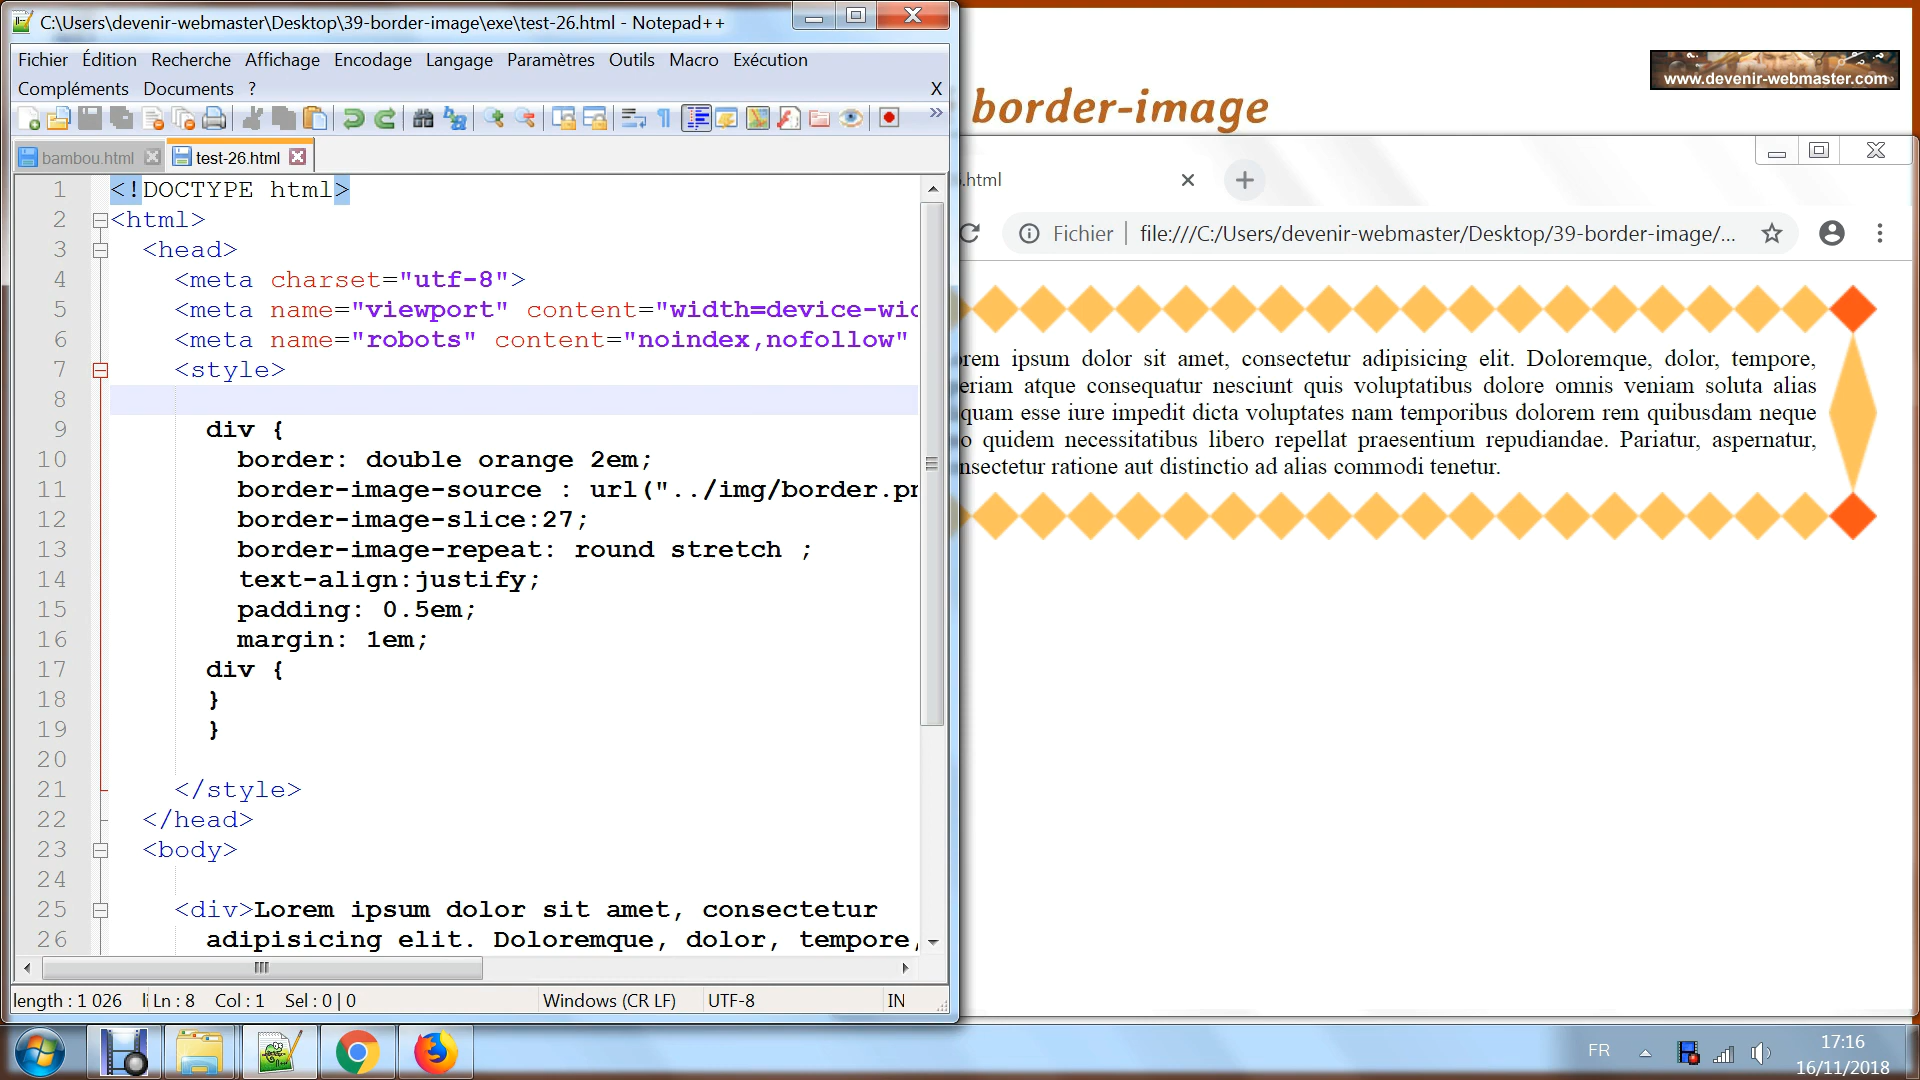 C:\Users\devenir-webmaster\Desktop\39-border-image\exe\test-26.html - Notepad++
Fichier Édition Recherche Affichage Encodage Langage Paramètres Outils Macro Exécution
Compléments Documents ? X
bambou.html test-26.html
1 <!DOCTYPE html>
2 <html>
3 <head>
4 <meta charset="utf-8">
5 <meta name="viewport" content="width=device-wid
6 <meta name="robots" content="noindex,nofollow"
7 <style>
8
9 div {
10 border: double orange 2em;
11 border-image-source : url("../img/border.pn
12 border-image-slice:27;
13 border-image-repeat: round stretch ;
14 text-align:justify;
15 padding: 0.5em;
16 margin: 1em;
17 div {
18 }
19 }
20
21 </style>
22 </head>
23 <body>
24
25 <div>Lorem ipsum dolor sit amet, consectetur
26 adipisicing elit. Doloremque, dolor, tempore,
length : 1 026 li Ln : 8 Col : 1 Sel : 0 | 0 Windows (CR LF) UTF-8 IN
border-image
www.devenir-webmaster.com
.html
Fichier file:///C:/Users/devenir-webmaster/Desktop/39-border-image/...
orem ipsum dolor sit amet, consectetur adipisicing elit. Doloremque, dolor, tempore,
eriam atque consequatur nesciunt quis voluptatibus dolore omnis veniam soluta alias
quam esse iure impedit dicta voluptates nam temporibus dolorem rem quibusdam neque
o quidem necessitatibus libero repellat praesentium repudiandae. Pariatur, aspernatur,
nsectetur ratione aut distinctio ad alias commodi tenetur.
FR
17:16
16/11/2018